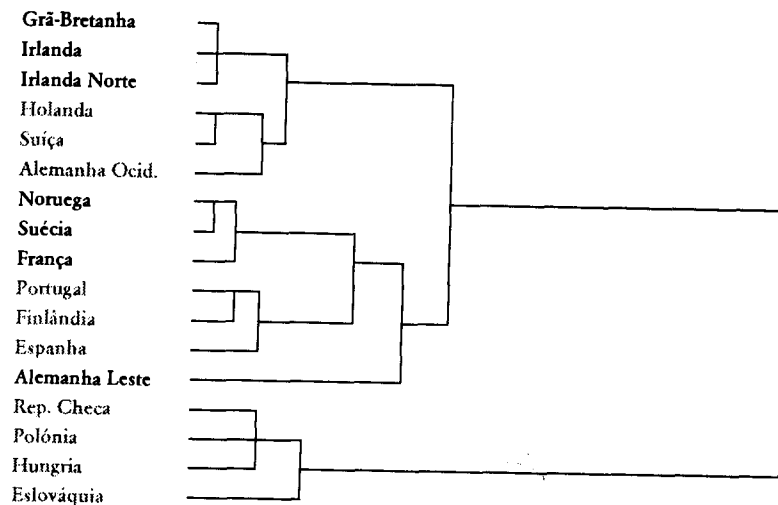 Grã-Bretanha
Irlanda
Irlanda Norte
Holanda
Suíça
Alemanha Ocid.
Noruega
Suécia
França
Portugal
Finlândia
Espanha
Alemanha Leste
Rep. Checa
Polónia
Hungria
Eslováquia